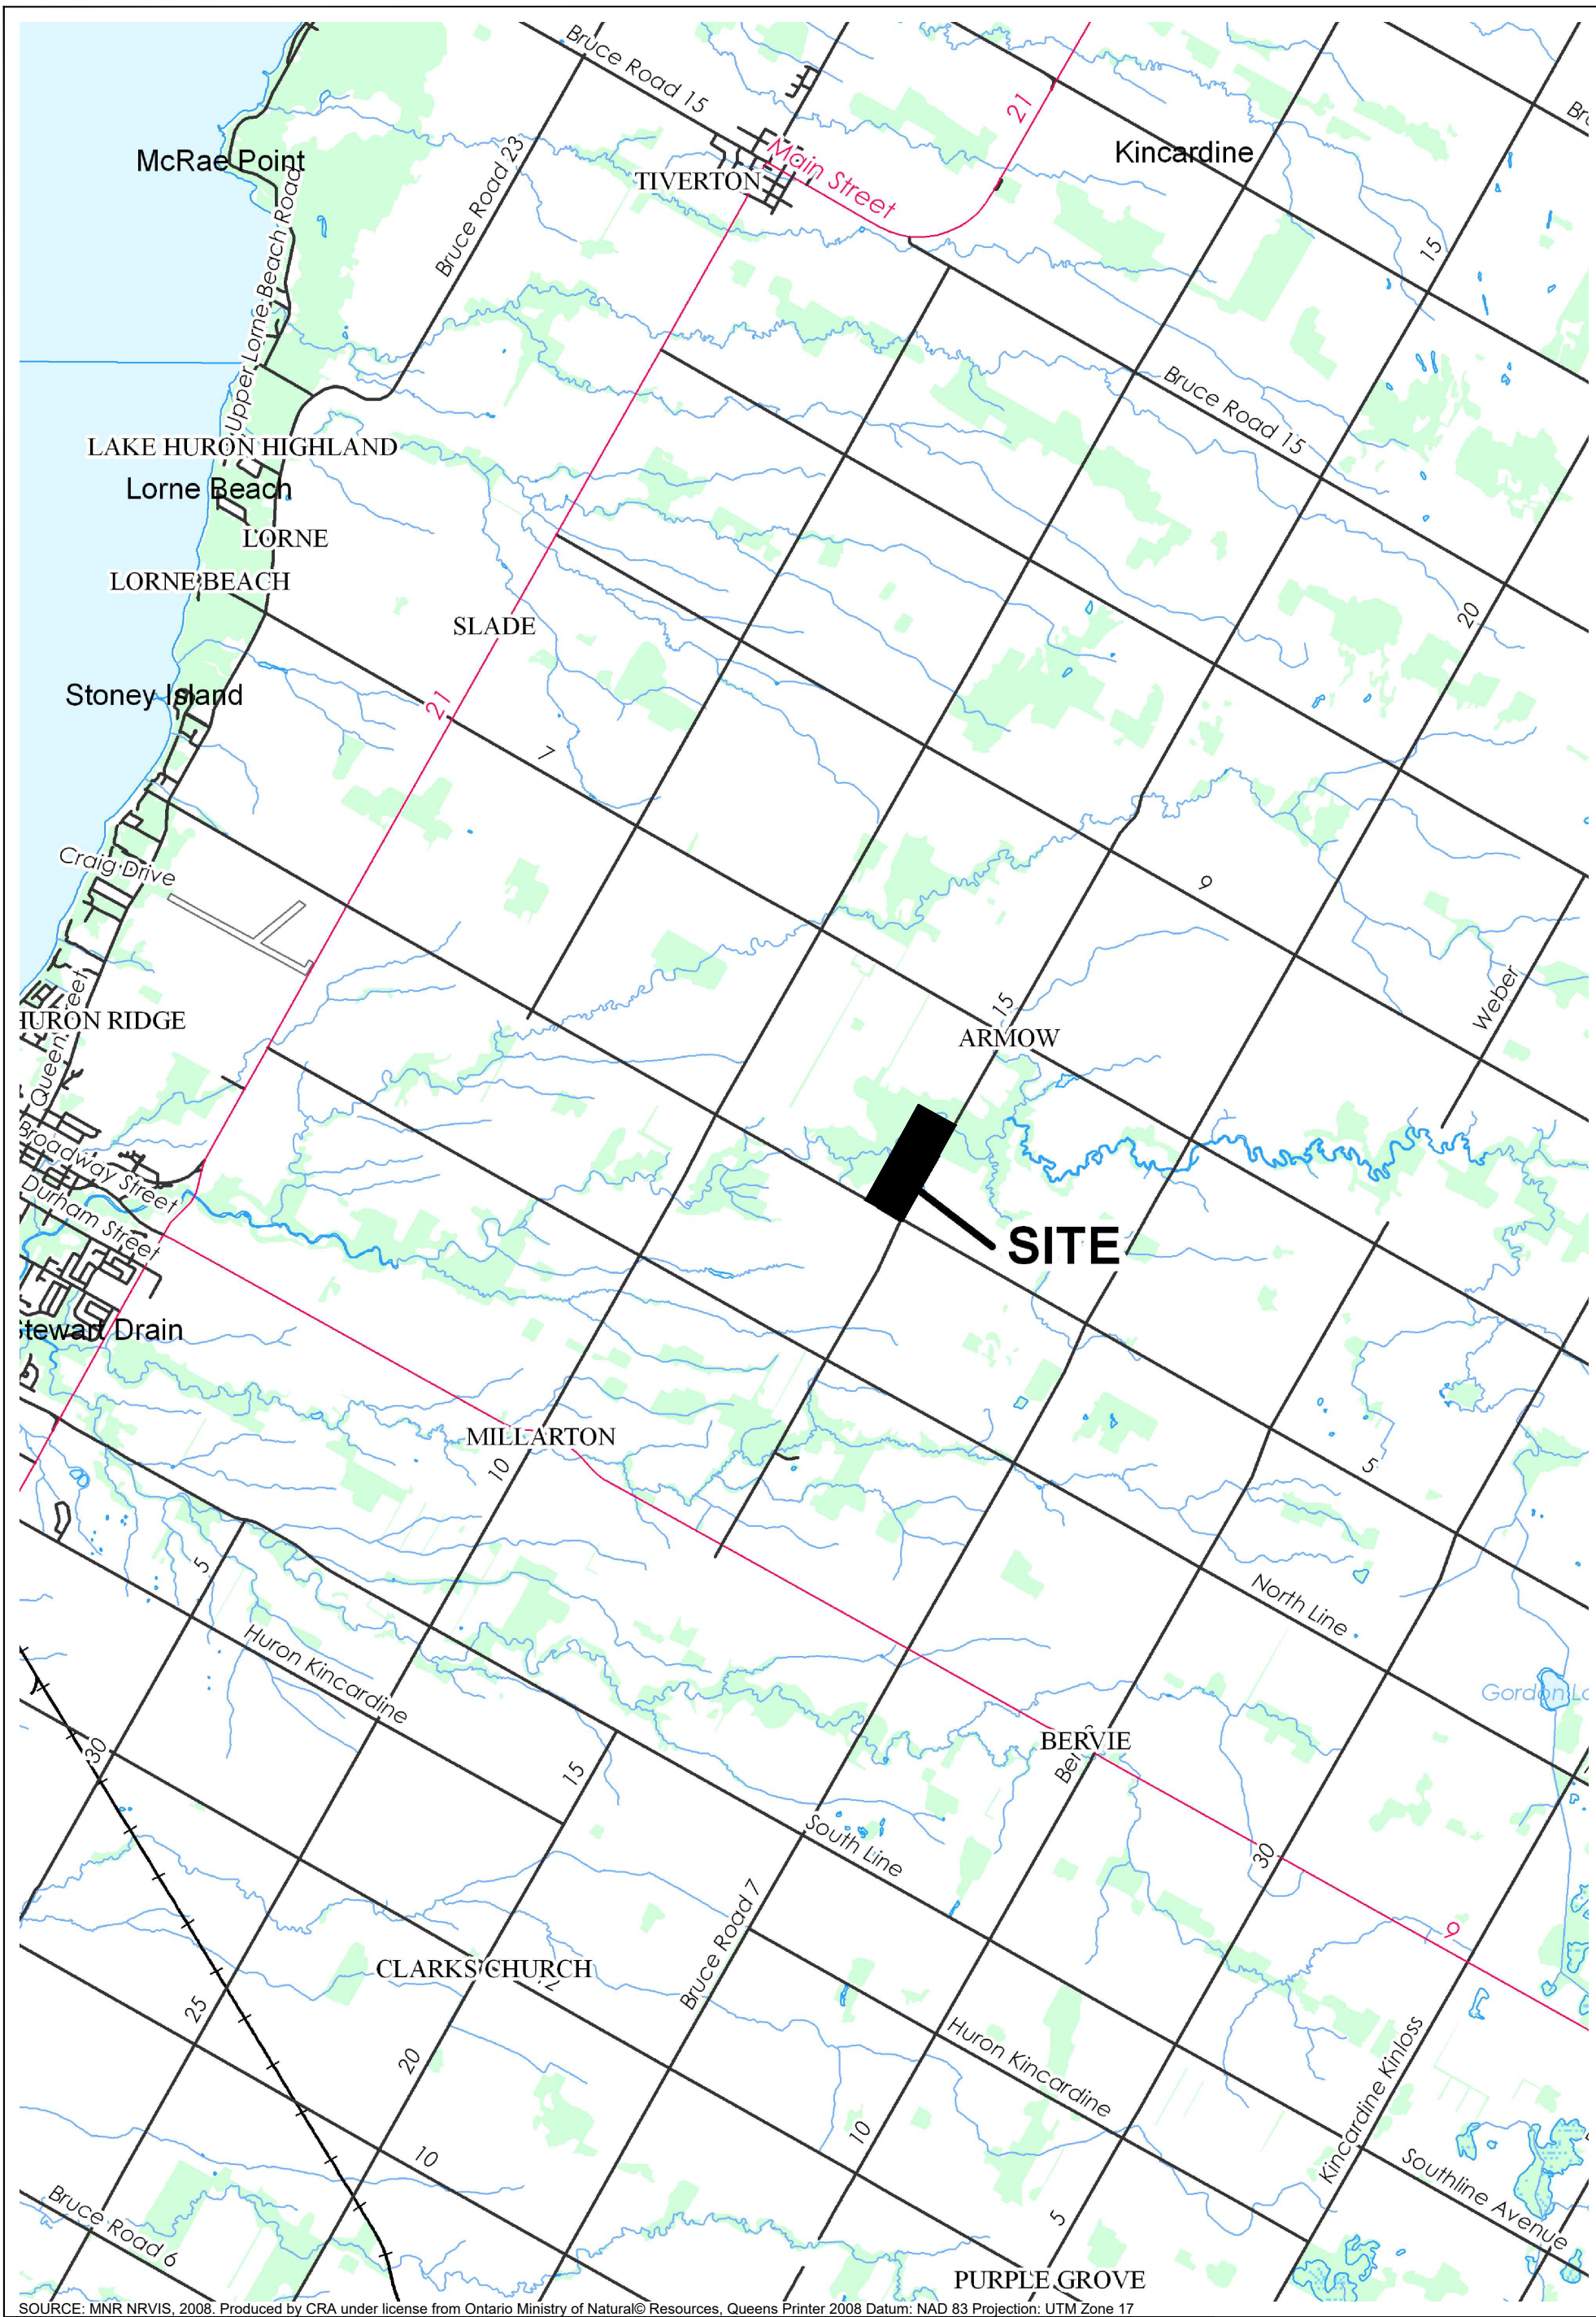 Bruce Road 15
21
Bruce Road 23
McRae Point
TIVERTON
Main Street
Kincardine
15
Upper Lorne Beach Road
Bruce Road 15
LAKE HURON HIGHLAND
Lorne Beach
LORNE
LORNE BEACH
SLADE
20
Stoney Island
21
7
Craig Drive
9
Weber
15
HURON RIDGE
ARMOW
Queen Street
Broadway Street
Durham Street
SITE
Stewart Drain
MILLARTON
10
5
5
North Line
Huron Kincardine
Gordon
BERVIE
30
15
South Line
30
9
Bruce Road 7
CLARKS CHURCH
25
20
Huron Kincardine
Kincardine Kinloss
10
10
Southline Avenue
Bruce Road 6
5
PURPLE GROVE
SOURCE: MNR NRVIS, 2008. Produced by CRA under license from Ontario Ministry of Natural© Resources, Queens Printer 2008 Datum: NAD 83 Projection: UTM Zone 17